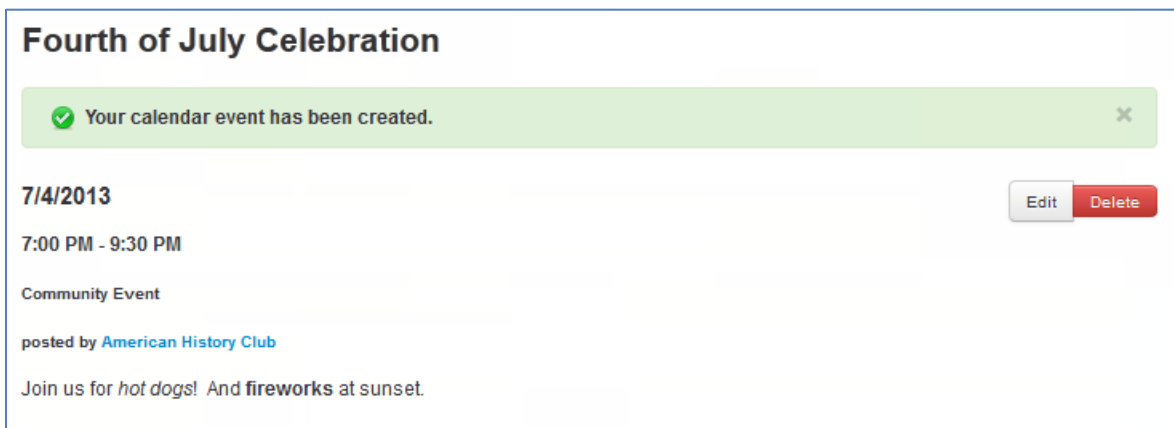 Fourth of July Celebration
Your calendar event has been created.
7/4/2013
Edit Delete
7:00 PM - 9:30 PM
Community Event
posted by American History Club
Join us for hot dogs!  And fireworks at sunset.